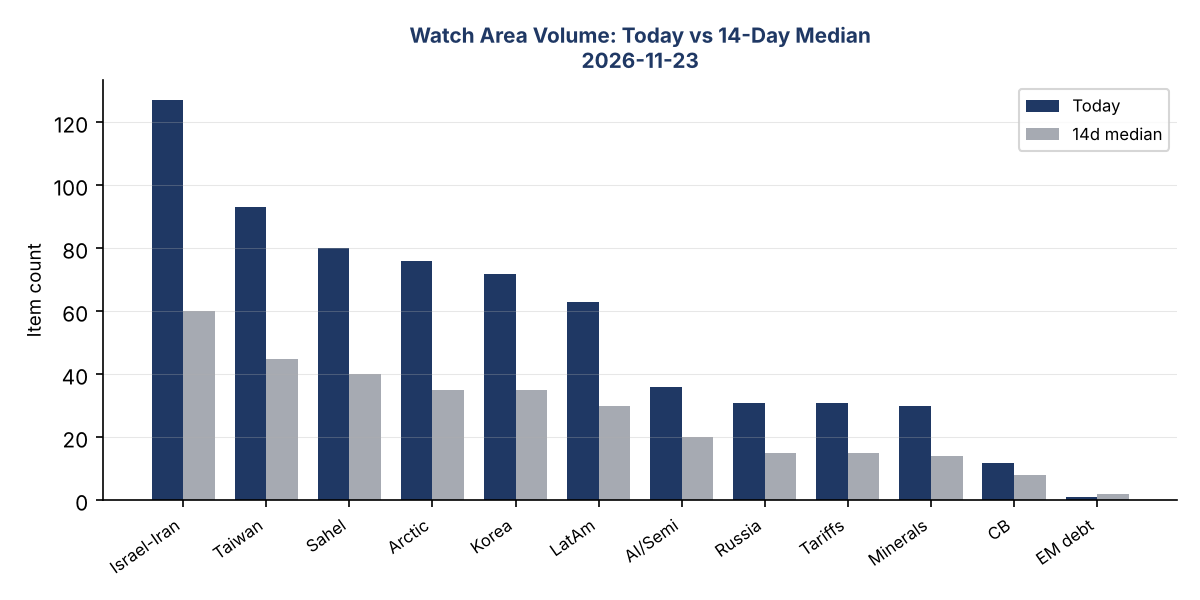 Watch Area Volume: Today vs 14-Day Median
2026-11-23
Today
14d median
Item count
120
100
80
60
40
20
0
Israel-Iran
Taiwan
Sahel
Arctic
Korea
LatAm
AI/Semi
Russia
Tariffs
Minerals
CB
EM debt